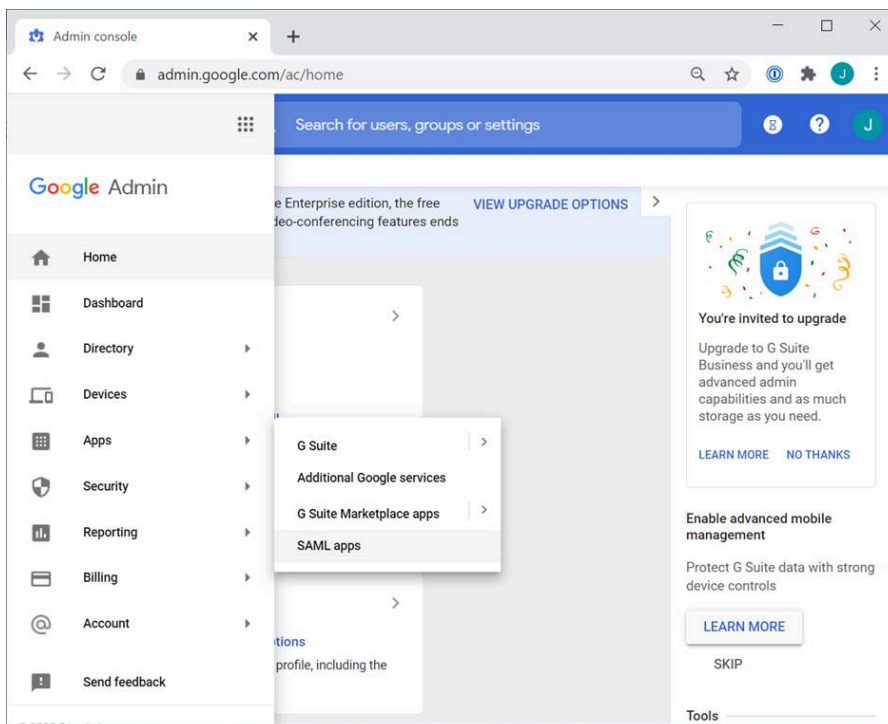 Admin console
admin.google.com/ac/home
J
Search for users, groups or settings
?
J
Google Admin
e Enterprise edition, the free
deo-conferencing features ends
VIEW UPGRADE OPTIONS
Home
Dashboard
Directory
Devices
Apps
Security
Reporting
Billing
Account
Send feedback
G Suite
Additional Google services
G Suite Marketplace apps
SAML apps
tions
profile, including the
You're invited to upgrade
Upgrade to G Suite
Business and you'll get
advanced admin
capabilities and as much
storage as you need.
LEARN MORE NO THANKS
Enable advanced mobile
management
Protect G Suite data with strong
device controls
LEARN MORE
SKIP
Tools